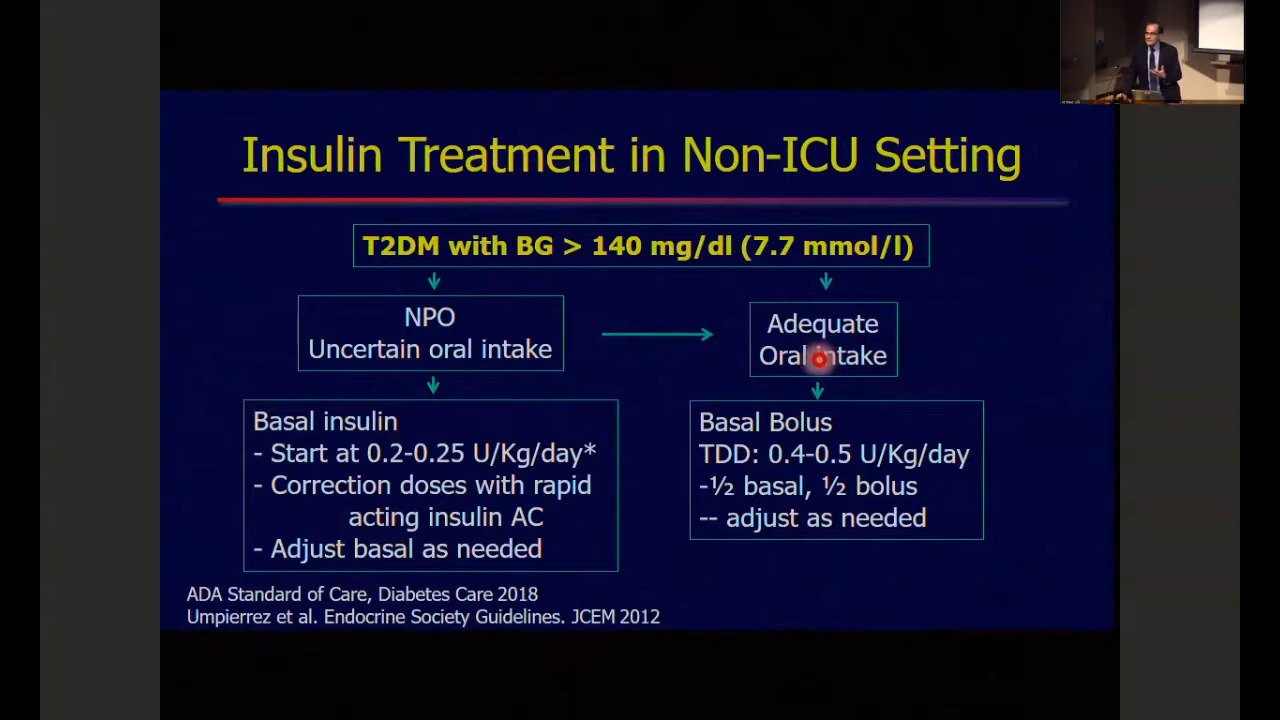 Insulin Treatment in Non-ICU Setting
T2DM with BG > 140 mg/dl (7.7 mmol/l)
NPO
Uncertain oral intake
Adequate
Oral intake
Basal insulin
- Start at 0.2-0.25 U/Kg/day*
- Correction doses with rapid
acting insulin AC
- Adjust basal as needed
Basal Bolus
TDD: 0.4-0.5 U/Kg/day
-½ basal, ½ bolus
-- adjust as needed
ADA Standard of Care, Diabetes Care 2018
Umpierrez et al. Endocrine Society Guidelines. JCEM 2012